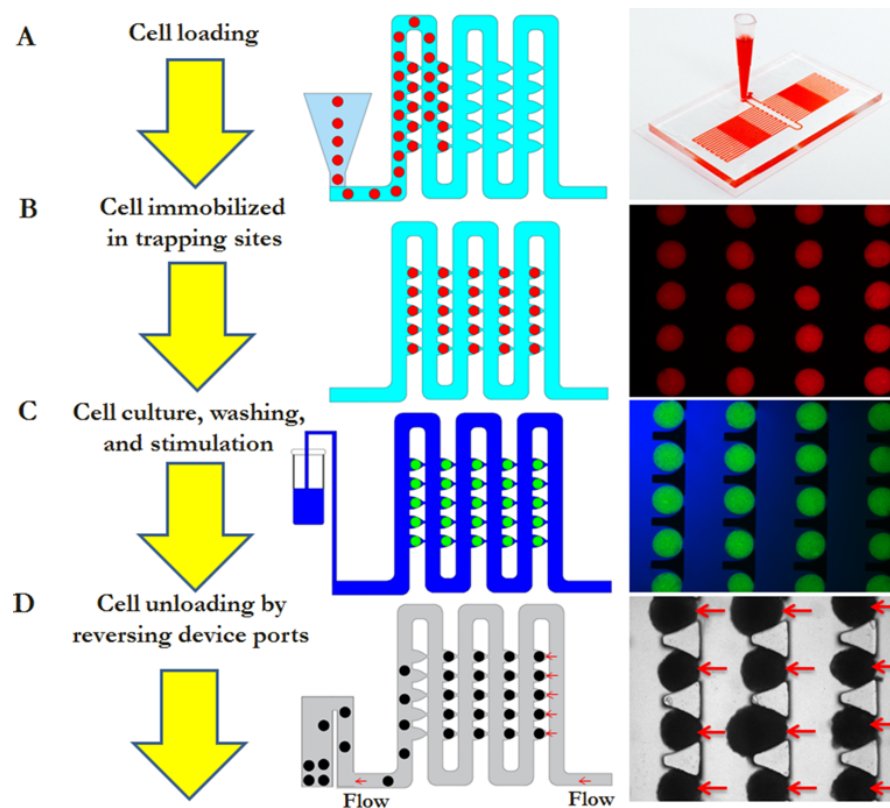 A
Cell loading
B
Cell immobilized
in trapping sites
C
Cell culture, washing,
and stimulation
D
Cell unloading by
reversing device ports
Flow
Flow